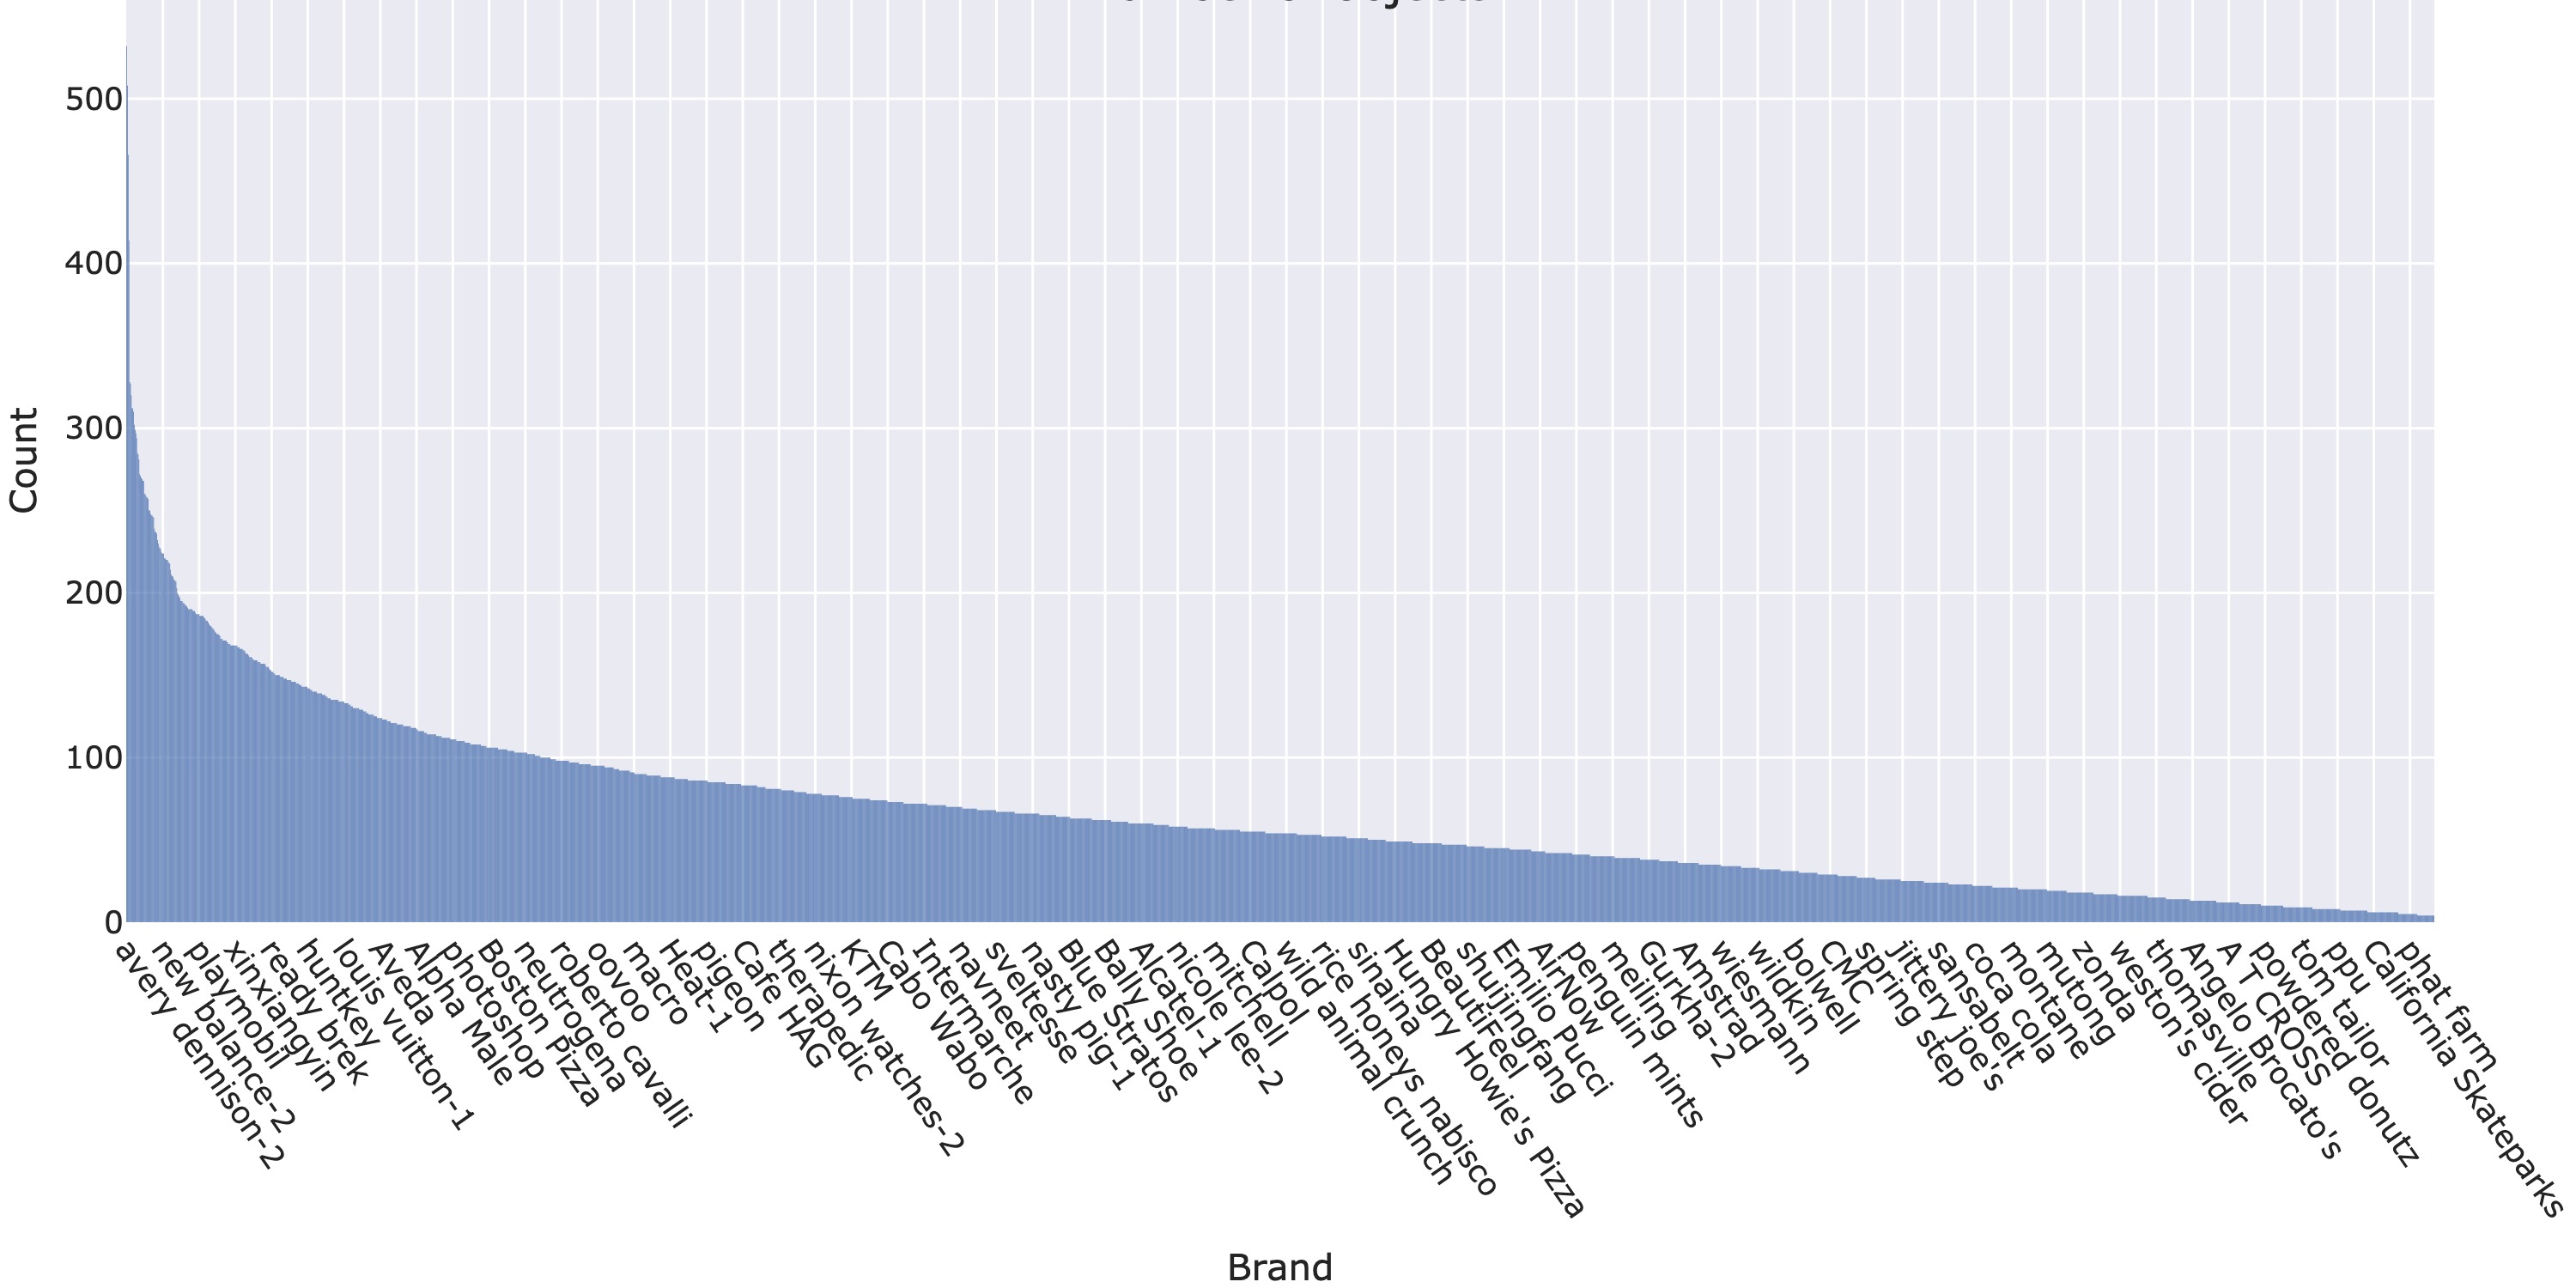 500
400
300
200
100
0
Count
avery dennison-2
new balance-2
playmobil
xinxiangyin
ready brek
huntkey
louis vuitton-1
Aveda
Alpha Male
photoshop
Boston Pizza
neutrogena
roberto cavalli
oovoo
macro
Heat-1
pigeon
Cafe HAG
therapedic
nixon watches-2
KTM
Cabo Wabo
Intermarche
navneet
sveltesse
nasty pig-1
Blue Stratos
Bally Shoe
Alcatel-1
nicole lee-2
mitchell
Calpol
wild animal crunch
rice honeys nabisco
sinaina
Hungry Howie's Pizza
BeautiFeel
shuijingfang
Emilio Pucci
AirNow
penguin mints
meiling
Gurkha-2
Amstrad
wiesmann
wildkin
bolwell
CMC
spring step
jittery joe's
sansabelt
coca cola
montane
mutong
zonda
weston's cider
thomasville
Angelo Brocato's
A T CROSS
powdered donutz
tom tailor
ppu
California Skateparks
phat farm
Brand